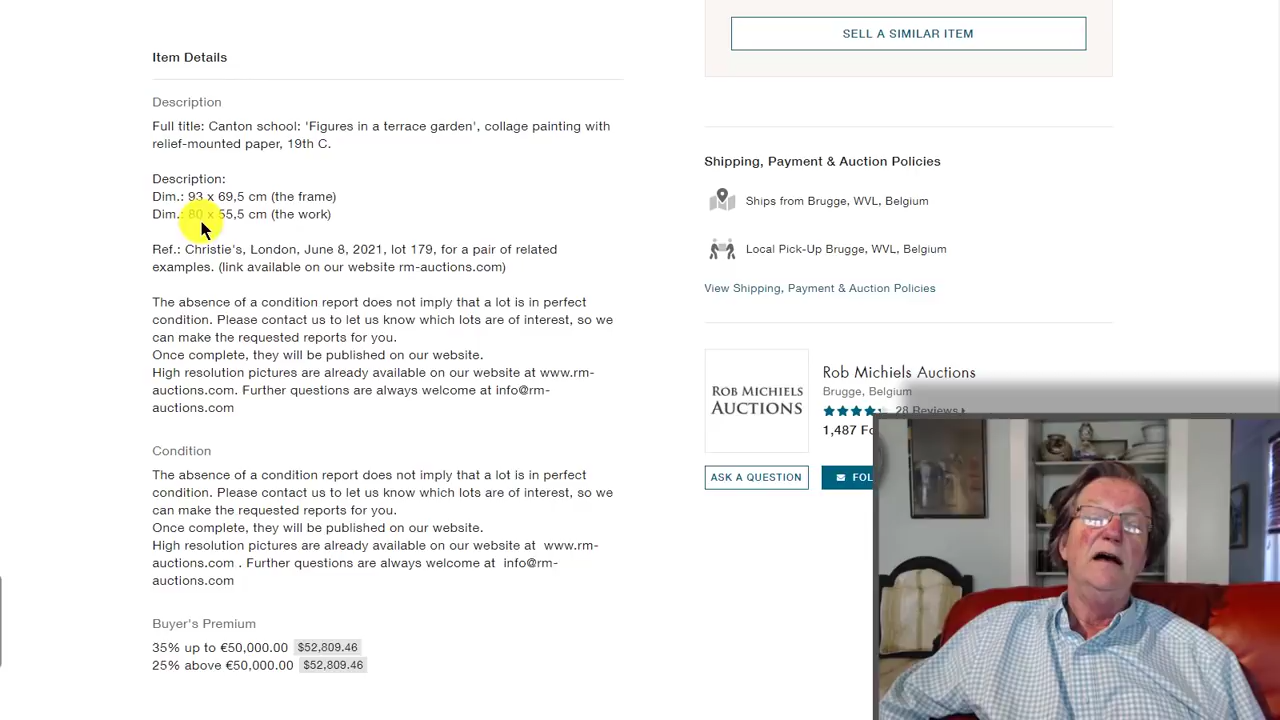 SELL A SIMILAR ITEM
Item Details
Description
Full title: Canton school: 'Figures in a terrace garden', collage painting with
relief-mounted paper, 19th C.
Description:
Dim.: 93 x 69,5 cm (the frame)
Dim.: 80 x 55,5 cm (the work)
Ref.: Christie's, London, June 8, 2021, lot 179, for a pair of related
examples. (link available on our website rm-auctions.com)
The absence of a condition report does not imply that a lot is in perfect
condition. Please contact us to let us know which lots are of interest, so we
can make the requested reports for you.
Once complete, they will be published on our website.
High resolution pictures are already available on our website at www.rm-
auctions.com. Further questions are always welcome at info@rm-
auctions.com
Condition
The absence of a condition report does not imply that a lot is in perfect
condition. Please contact us to let us know which lots are of interest, so we
can make the requested reports for you.
Once complete, they will be published on our website.
High resolution pictures are already available on our website at www.rm-
auctions.com . Further questions are always welcome at info@rm-
auctions.com
Buyer's Premium
35% up to €50,000.00 $52,809.46
25% above €50,000.00 $52,809.46
Shipping, Payment & Auction Policies
Ships from Brugge, WVL, Belgium
Local Pick-Up Brugge, WVL, Belgium
View Shipping, Payment & Auction Policies
ROB MICHIELS
AUCTIONS
Rob Michiels Auctions
Brugge, Belgium
28 Reviews
1,487 Fo
ASK A QUESTION
FOL